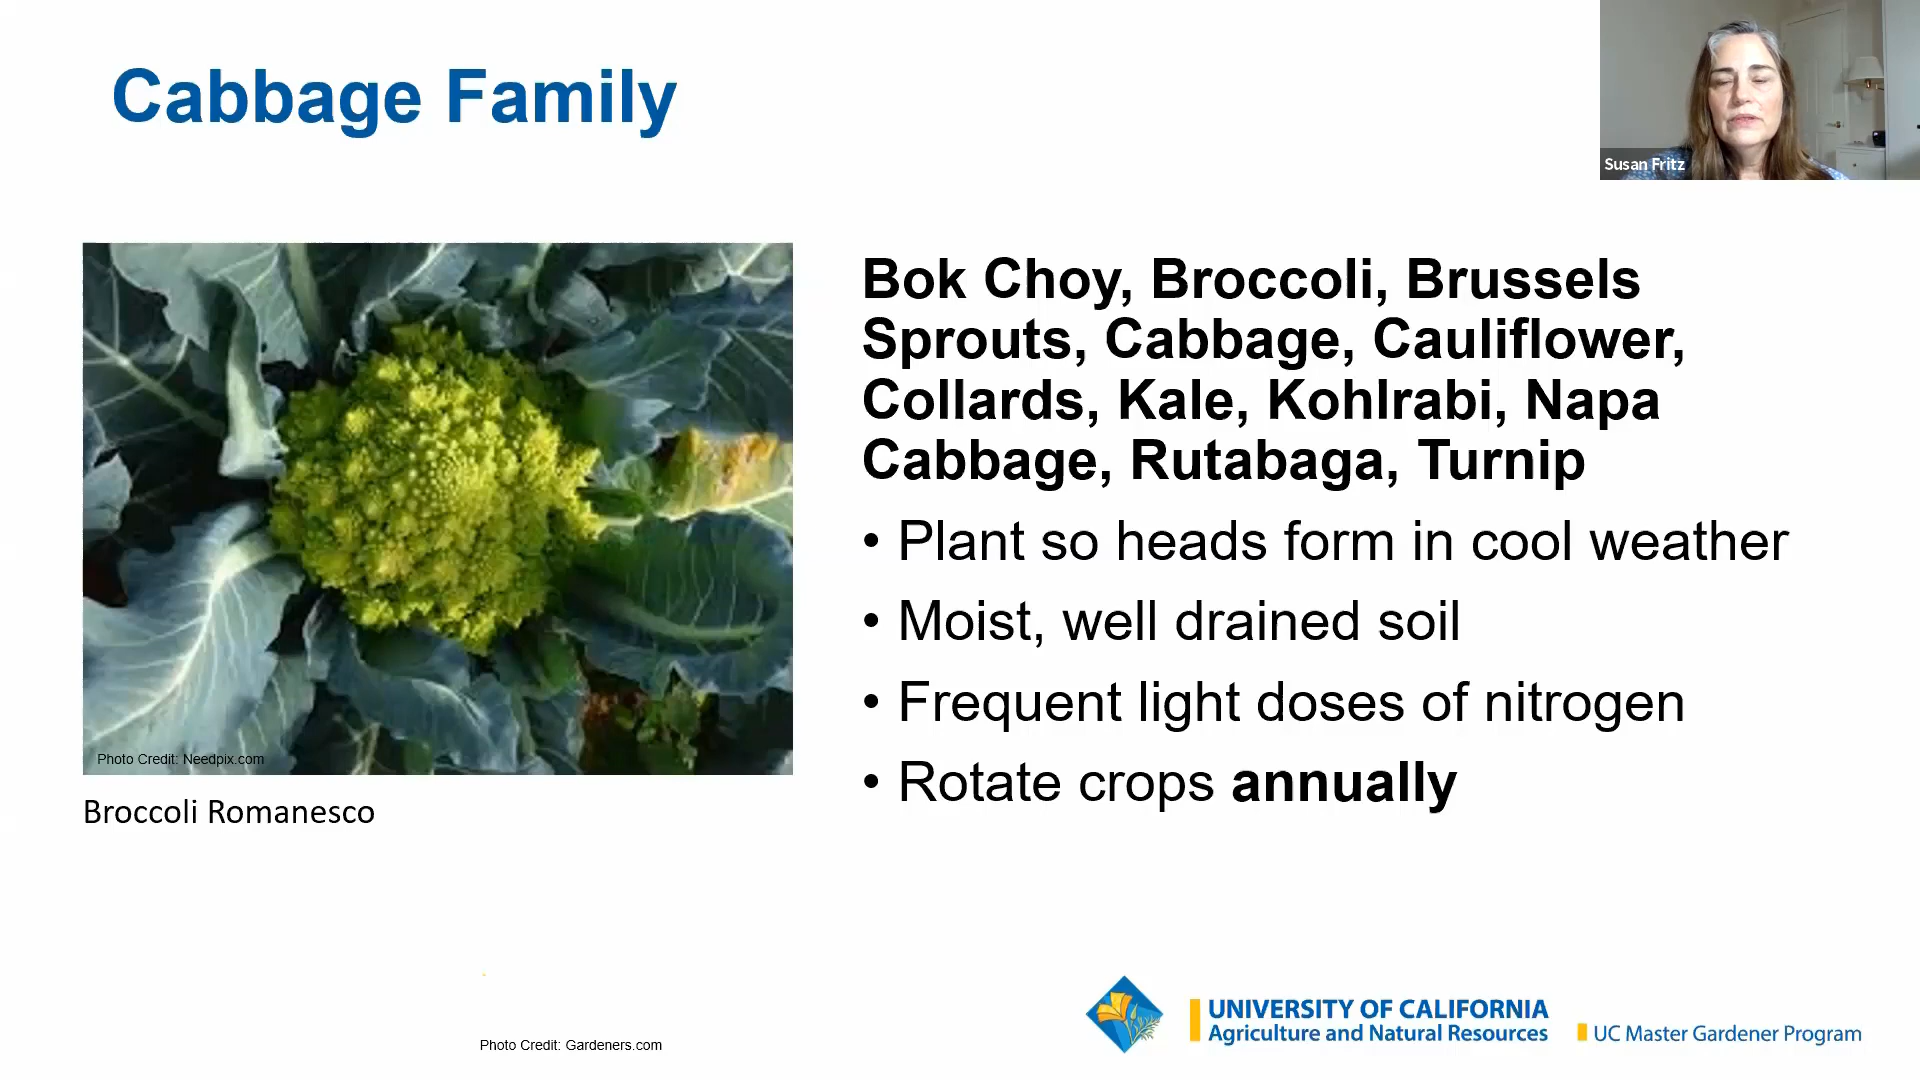 Cabbage Family
Susan Fritz
Bok Choy, Broccoli, Brussels
Sprouts, Cabbage, Cauliflower,
Collards, Kale, Kohlrabi, Napa
Cabbage, Rutabaga, Turnip
• Plant so heads form in cool weather
• Moist, well drained soil
• Frequent light doses of nitrogen
• Rotate crops annually
Photo Credit: Needpix.com
Broccoli Romanesco
Photo Credit: Gardeners.com
UNIVERSITY OF CALIFORNIA
Agriculture and Natural Resources
UC Master Gardener Program